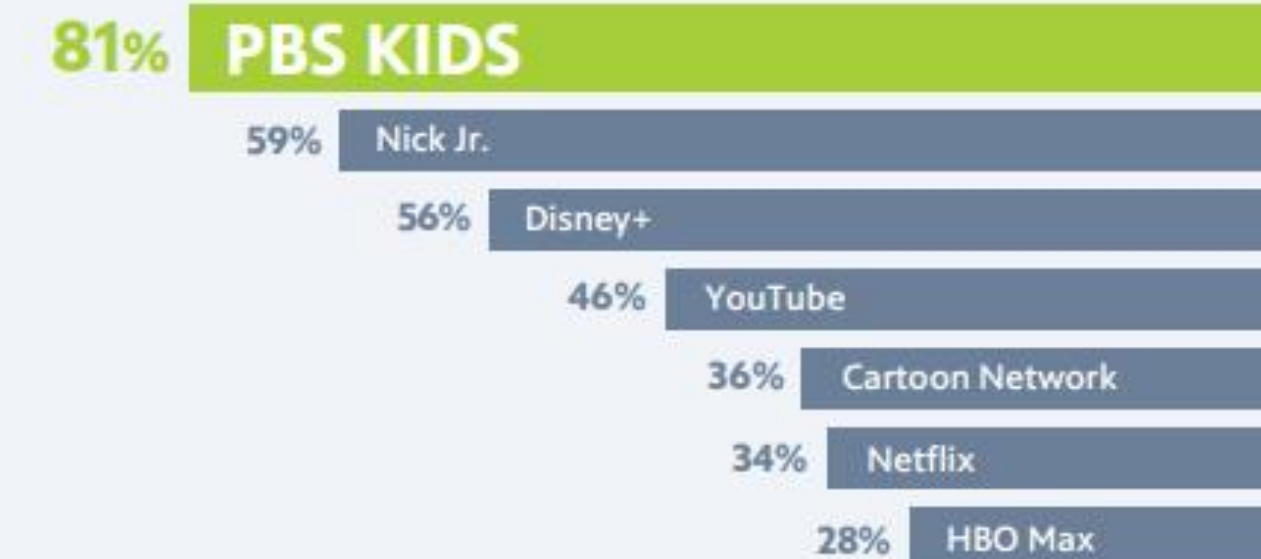 81% PBS KIDS
59% Nick Jr.
56% Disney+
46% YouTube
36% Cartoon Network
34% Netflix
28% HBO Max